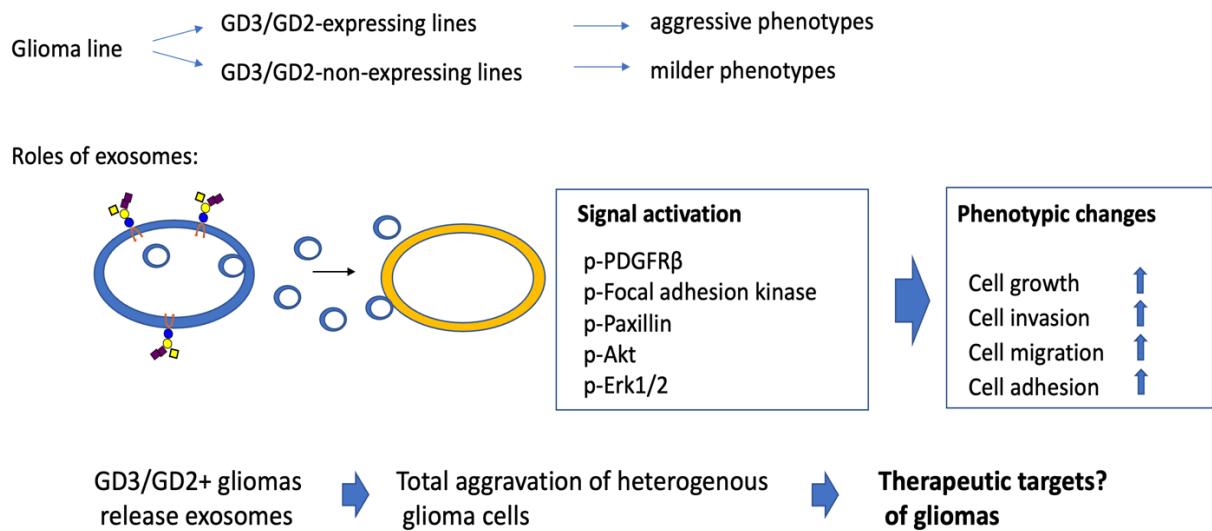 Glioma line
GD3/GD2-expressing lines
aggressive phenotypes
GD3/GD2-non-expressing lines
milder phenotypes
Roles of exosomes:
Signal activation
p-PDGFRβ
p-Focal adhesion kinase
p-Paxillin
p-Akt
p-Erk1/2
Phenotypic changes
Cell growth
Cell invasion
Cell migration
Cell adhesion
GD3/GD2+ gliomas
release exosomes
Total aggravation of heterogenous
glioma cells
Therapeutic targets?
of gliomas